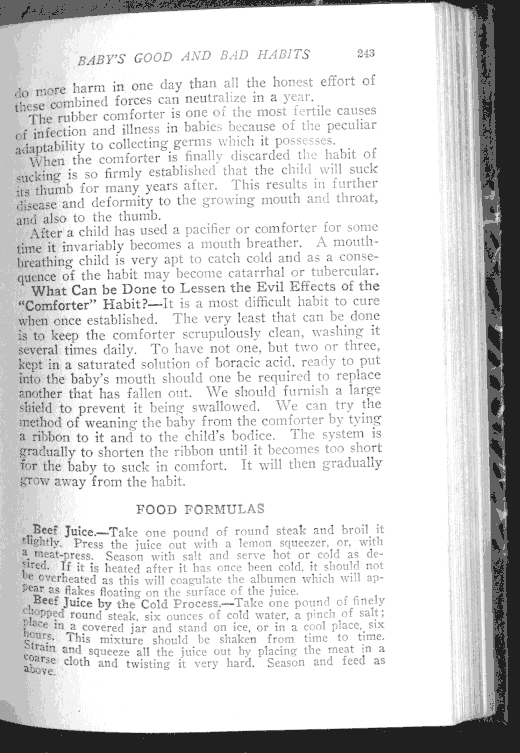 BABY'S GOOD AND BAD HABITS 243
do more harm in one day than all the honest effort of
these combined forces can neutralize in a year.
The rubber comforter is one of the most fertile causes
of infection and illness in babies because of the peculiar
adaptability to collecting germs which it possesses.
When the comforter is finally discarded the habit of
sucking is so firmly established that the child will suck
its thumb for many years after. This results in further
disease and deformity to the growing mouth and throat,
and also to the thumb.
After a child has used a pacifier or comforter for some
time it invariably becomes a mouth breather. A mouth-
breathing child is very apt to catch cold and as a conse-
quence of the habit may become catarrhal or tubercular.
What Can be Done to Lessen the Evil Effects of the
"Comforter" Habit?—It is a most difficult habit to cure
when once established. The very least that can be done
is to keep the comforter scrupulously clean, washing it
several times daily. To have not one, but two or three,
kept in a saturated solution of boracic acid, ready to put
into the baby's mouth should one be required to replace
another that has fallen out. We should furnish a large
shield to prevent it being swallowed. We can try the
method of weaning the baby from the comforter by tying
a ribbon to it and to the child's bodice. The system is
gradually to shorten the ribbon until it becomes too short
for the baby to suck in comfort. It will then gradually
grow away from the habit.
FOOD FORMULAS
Beef Juice.—Take one pound of round steak and broil it
slightly. Press the juice out with a lemon squeezer, or, with
a meat-press. Season with salt and serve hot or cold as de-
sired. If it is heated after it has once been cold, it should not
be overheated as this will coagulate the albumen which will ap-
pear as flakes floating on the surface of the juice.
Beef Juice by the Cold Process.—Take one pound of finely
chopped round steak, six ounces of cold water, a pinch of salt;
place in a covered jar and stand on ice, or in a cool place, six
hours. This mixture should be shaken from time to time.
Strain and squeeze all the juice out by placing the meat in a
coarse cloth and twisting it very hard. Season and feed as
above.